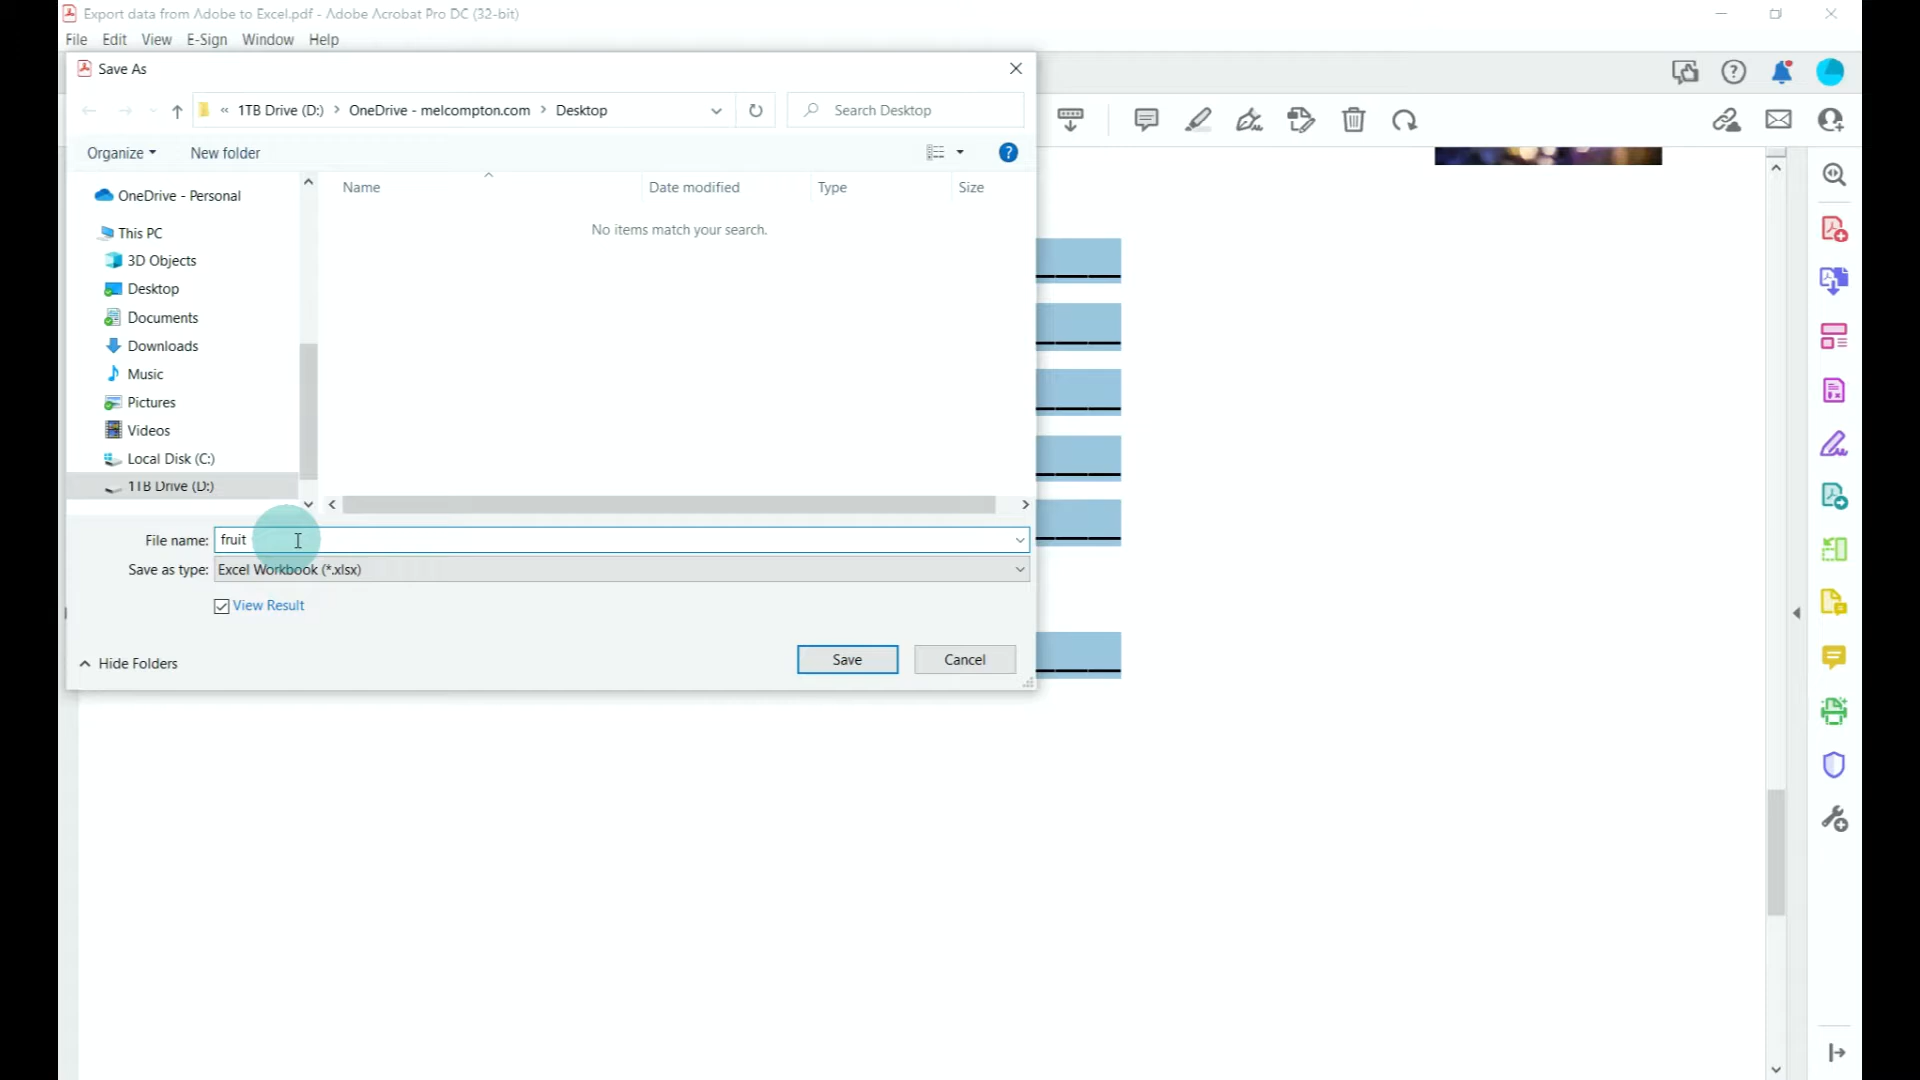 Export data from Adobe to Excel.pdf - Adobe Acrobat Pro DC (32-bit)
File Edit View E-Sign Window Help
Save As
« 1TB Drive (D:) > OneDrive - melcompton.com > Desktop
Search Desktop
Organize New folder
Name Date modified Type Size
No items match your search.
OneDrive - Personal
This PC
3D Objects
Desktop
Documents
Downloads
Music
Pictures
Videos
Local Disk (C:)
1TB Drive (D:)
File name: fruit
Save as type: Excel Workbook (*.xlsx)
View Result
Hide Folders
Save Cancel